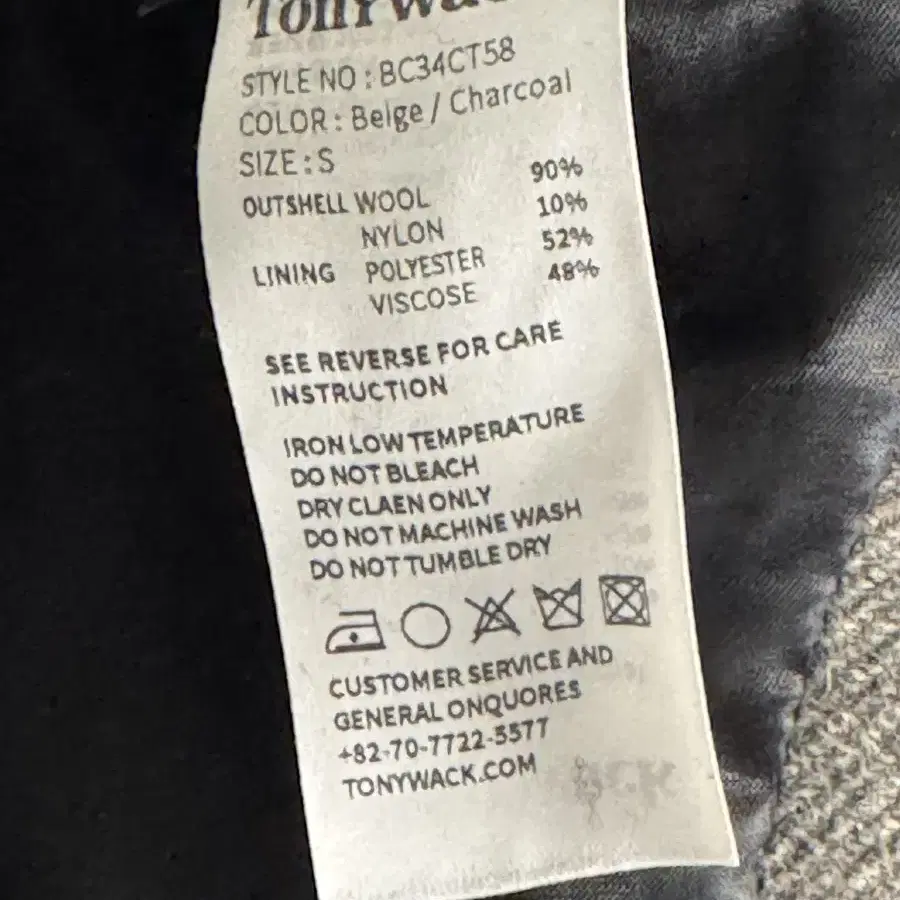 Tonywack
STYLE NO : BC34CT58
COLOR : Beige / Charcoal
SIZE : S
OUTSHELL WOOL 90%
NYLON 10%
LINING POLYESTER 52%
VISCOSE 48%
SEE REVERSE FOR CARE
INSTRUCTION
IRON LOW TEMPERATURE
DO NOT BLEACH
DRY CLAEN ONLY
DO NOT MACHINE WASH
DO NOT TUMBLE DRY
CUSTOMER SERVICE AND
GENERAL ONQUORES
+82-70-7722-3577
TONYWACK.COM